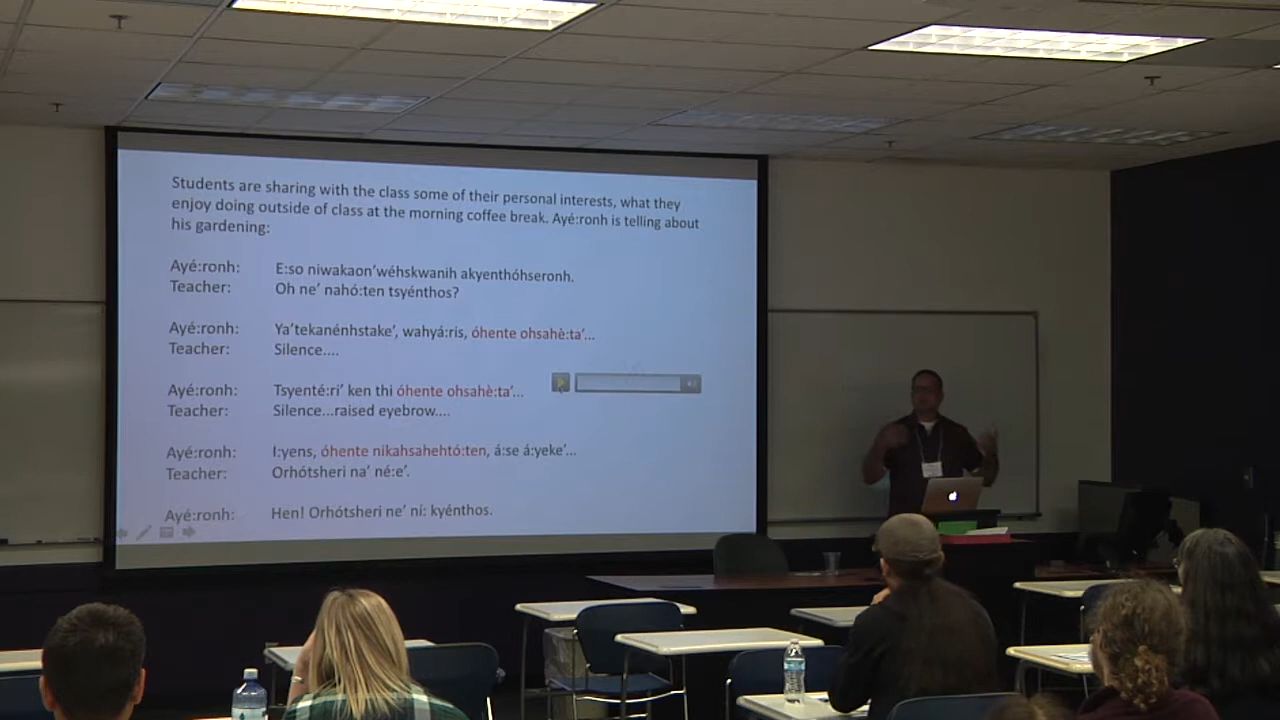 Students are sharing with the class some of their personal interests, what they
enjoy doing outside of class at the morning coffee break. Ayé:ronh is telling about
his gardening:
Ayé:ronh: E:so niwakaon'wéhskwanih akyenthóhseronh.
Teacher: Oh ne' nahó:ten tsyénthos?
Ayé:ronh: Ya'tekanénhstake', wahyá:ris, óhente ohsahè:ta'...
Teacher: Silence....
Ayé:ronh: Tsyenté:ri' ken thi óhente ohsahè:ta'...
Teacher: Silence...raised eyebrow....
Ayé:ronh: I:yens, óhente nikahsahehtó:ten, á:se á:yeke'...
Teacher: Orhótsheri na' né:e'.
Ayé:ronh: Hen! Orhótsheri ne' ní: kyénthos.